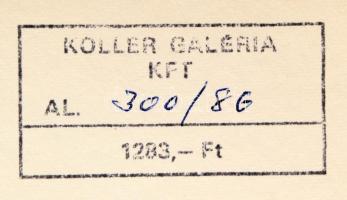 KOLLER GALÉRIA
KFT
AL. 300/86
1283,— Ft